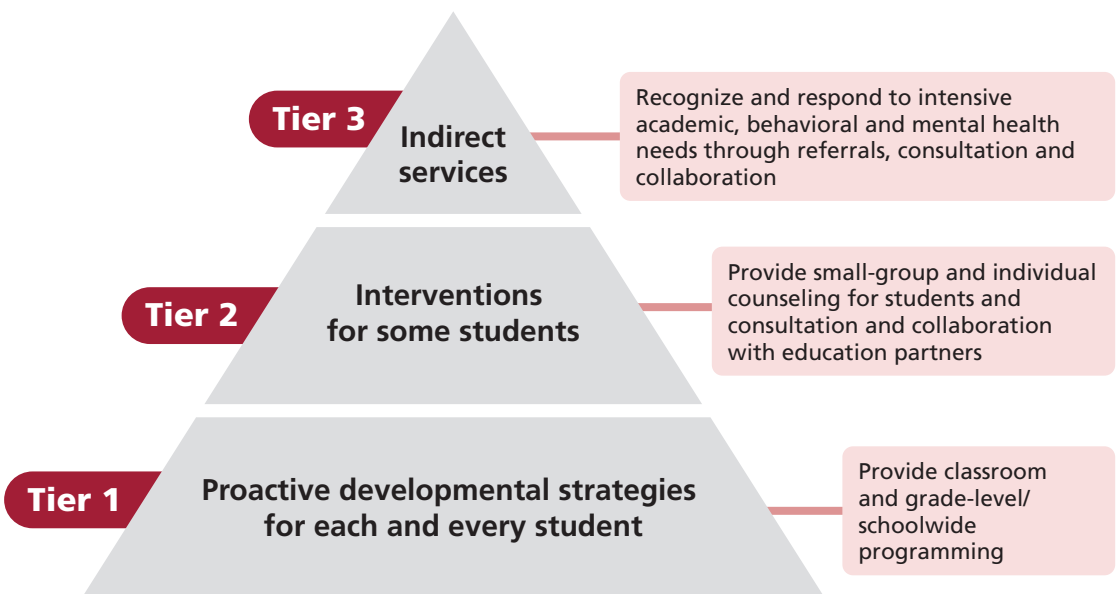 Tier 3
Indirect
services
Recognize and respond to intensive
academic, behavioral and mental health
needs through referrals, consultation and
collaboration
Tier 2
Interventions
for some students
Provide small-group and individual
counseling for students and
consultation and collaboration
with education partners
Tier 1
Proactive developmental strategies
for each and every student
Provide classroom
and grade-level/
schoolwide
programming